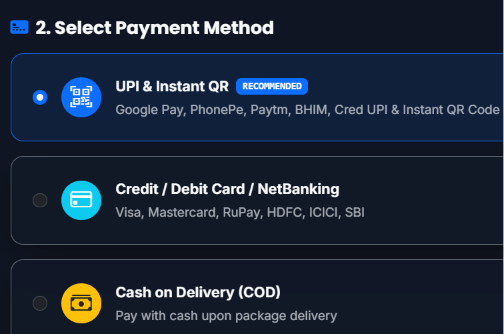 2. Select Payment Method
UPI & Instant QR RECOMMENDED
Google Pay, PhonePe, Paytm, BHIM, Cred UPI & Instant QR Code
Credit / Debit Card / NetBanking
Visa, Mastercard, RuPay, HDFC, ICICI, SBI
Cash on Delivery (COD)
Pay with cash upon package delivery